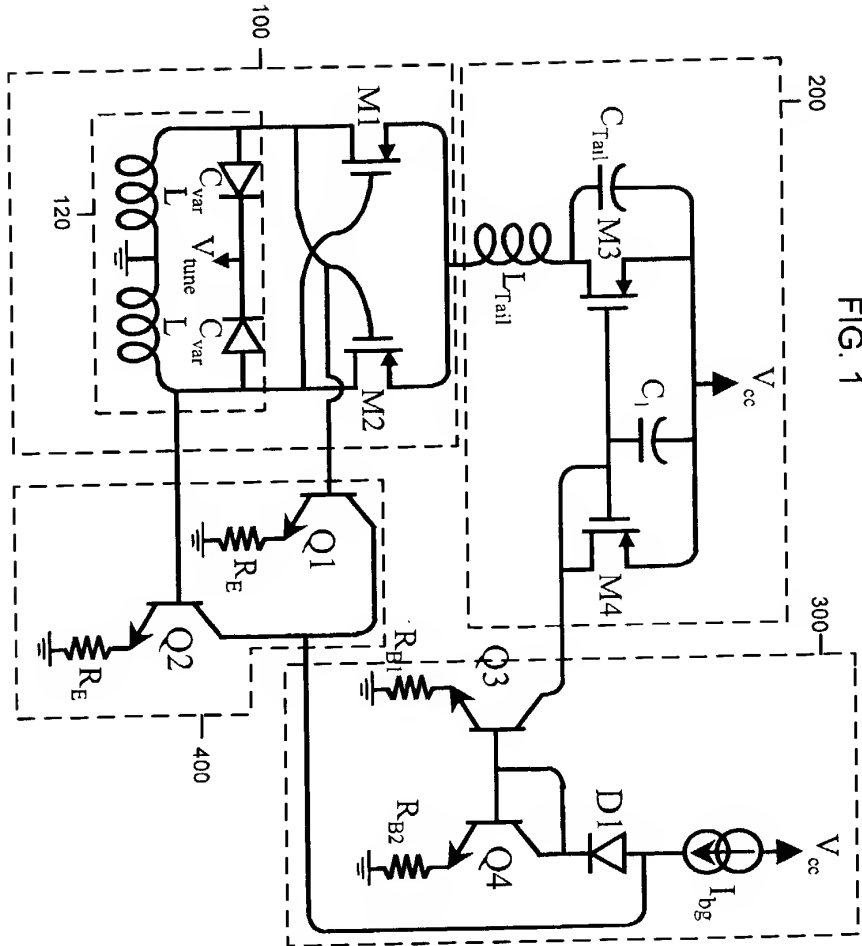 FIG. 1
200
C_Tail
M3
L_Tail
C_1
V_cc
M4
100
M1
M2
C_var
C_var
V_tune
L
L
120
300
V_cc
I_bg
D1
Q3
Q4
R_B1
R_B2
Q1
R_E
Q2
R_E
400